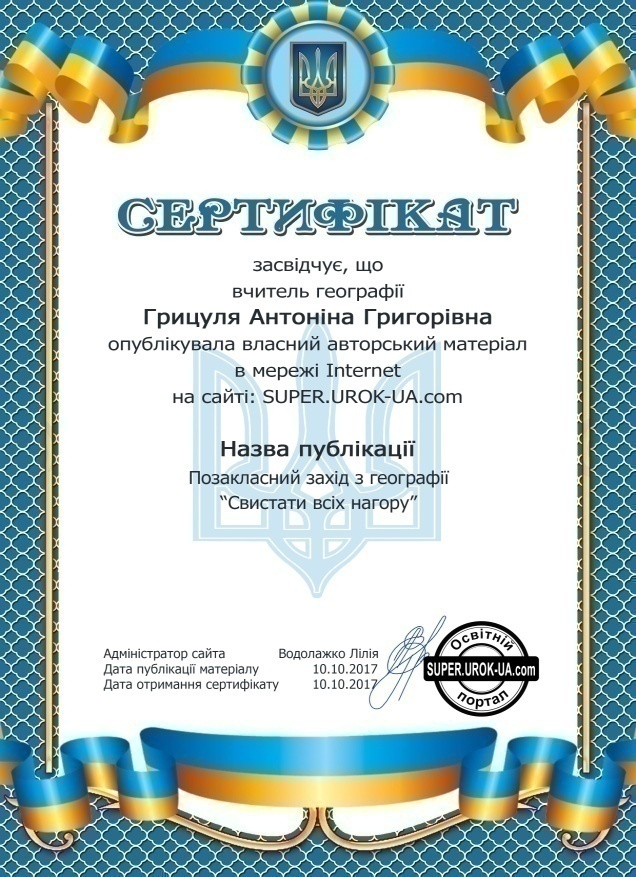 СЕРТИФІКАТ
засвідчує, що
вчитель географії
Грицуля Антоніна Григорівна
опублікувала власний авторський матеріал
в мережі Internet
на сайті: SUPER.UROK-UA.com
Назва публікації
Позакласний захід з географії
“Свистати всіх нагору”
Адміністратор сайта Водолажко Лілія
Дата публікації матеріалу 10.10.2017
Дата отримання сертифікату 10.10.2017
Освітній
SUPER.UROK-UA.com
портал